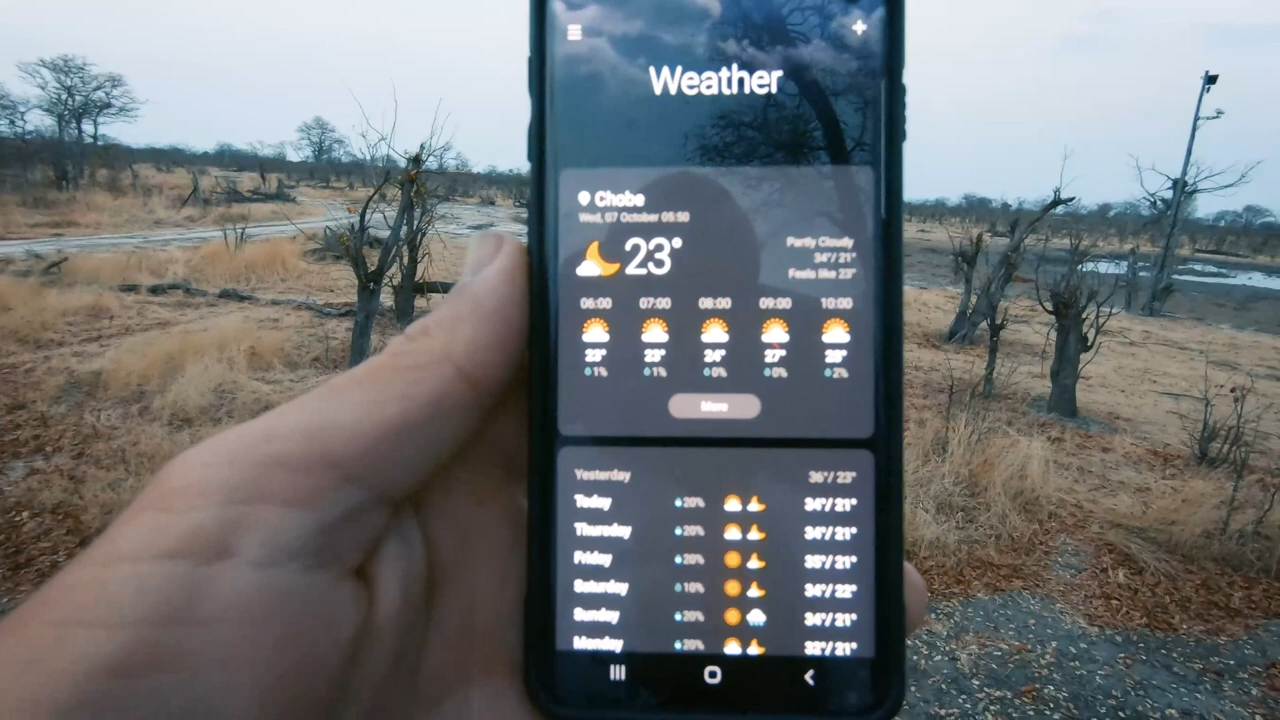 Weather
Chobe
Wed, 07 October 05:50
23°
Partly Cloudy
34°/ 21°
Feels like 23°
06:00 07:00 08:00 09:00 10:00
23° 23° 24° 27° 28°
1% 1% 0% 0% 2%
More
Yesterday 36°/ 23°
Today 20% 34°/ 21°
Thursday 20% 34°/ 21°
Friday 20% 35°/ 21°
Saturday 10% 34°/ 22°
Sunday 20% 34°/ 21°
Monday 20% 32°/ 21°